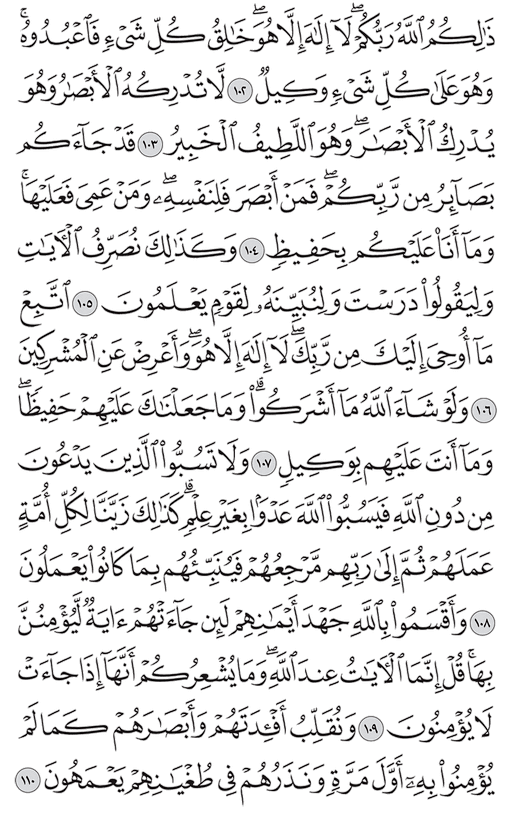 ذَٰلِكُمُ ٱللَّهُ رَبُّكُمۡۖ لَآ إِلَٰهَ إِلَّا هُوَۖ خَٰلِقُ كُلِّ شَيۡءٖ فَٱعۡبُدُوهُۚ
وَهُوَ عَلَىٰ كُلِّ شَيۡءٖ وَكِيلٞ ١٠٢ لَّا تُدۡرِكُهُ ٱلۡأَبۡصَٰرُ وَهُوَ
يُدۡرِكُ ٱلۡأَبۡصَٰرَۖ وَهُوَ ٱللَّطِيفُ ٱلۡخَبِيرُ ١٠٣ قَدۡ جَآءَكُم
بَصَآئِرُ مِن رَّبِّكُمۡۖ فَمَنۡ أَبۡصَرَ فَلِنَفۡسِهِۦۖ وَمَنۡ عَمِيَ فَعَلَيۡهَاۚ
وَمَآ أَنَا۠ عَلَيۡكُم بِحَفِيظٖ ١٠٤ وَكَذَٰلِكَ نُصَرِّفُ ٱلۡأٓيَٰتِ
وَلِيَقُولُواْ دَرَسۡتَ وَلِنُبَيِّنَهُۥ لِقَوۡمٖ يَعۡلَمُونَ ١٠٥ ٱتَّبِعۡ
مَآ أُوحِيَ إِلَيۡكَ مِن رَّبِّكَۖ لَآ إِلَٰهَ إِلَّا هُوَۖ وَأَعۡرِضۡ عَنِ ٱلۡمُشۡرِكِينَ
١٠٦ وَلَوۡ شَآءَ ٱللَّهُ مَآ أَشۡرَكُواْۗ وَمَا جَعَلۡنَٰكَ عَلَيۡهِمۡ حَفِيظٗاۖ
وَمَآ أَنتَ عَلَيۡهِم بِوَكِيلٖ ١٠٧ وَلَا تَسُبُّواْ ٱلَّذِينَ يَدۡعُونَ
مِن دُونِ ٱللَّهِ فَيَسُبُّواْ ٱللَّهَ عَدۡوَۢا بِغَيۡرِ عِلۡمٖۗ كَذَٰلِكَ زَيَّنَّا لِكُلِّ أُمَّةٍ
عَمَلَهُمۡ ثُمَّ إِلَىٰ رَبِّهِم مَّرۡجِعُهُمۡ فَيُنَبِّئُهُم بِمَا كَانُواْ يَعۡمَلُونَ
١٠٨ وَأَقۡسَمُواْ بِٱللَّهِ جَهۡدَ أَيۡمَٰنِهِمۡ لَئِن جَآءَتۡهُمۡ ءَايَةٞ لَّيُؤۡمِنُنَّ
بِهَاۚ قُلۡ إِنَّمَا ٱلۡأٓيَٰتُ عِندَ ٱللَّهِۖ وَمَا يُشۡعِرُكُمۡ أَنَّهَآ إِذَا جَآءَتۡ
لَا يُؤۡمِنُونَ ١٠٩ وَنُقَلِّبُ أَفۡـِٔدَتَهُمۡ وَأَبۡصَٰرَهُمۡ كَمَا لَمۡ
يُؤۡمِنُواْ بِهِۦٓ أَوَّلَ مَرَّةٖ وَنَذَرُهُمۡ فِي طُغۡيَٰنِهِمۡ يَعۡمَهُونَ ١١٠